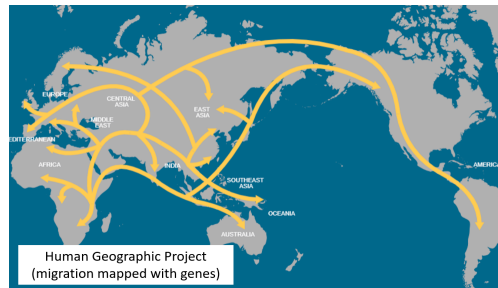 EUROPE
CENTRAL
ASIA
EAST
ASIA
MIDDLE
EAST
EDITERRANEAN
AFRICA
INDIA
SOUTHEAST
ASIA
OCEANIA
AUSTRALIA
AMERICA
Human Geographic Project
(migration mapped with genes)